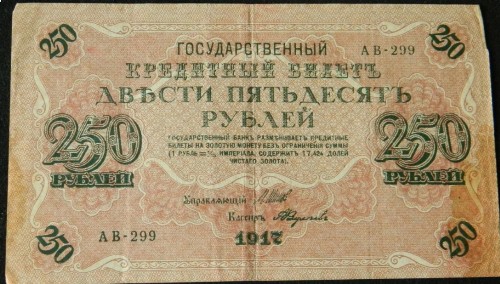 250 ГОСУДАРСТВЕННЫЙ АВ-299 250
КРЕДИТНЫЙ БИЛЕТЪ
ДВѢСТИ ПЯТЬДЕСЯТЪ
РУБЛЕЙ
250 РУБЛЕЙ
ГОСУДАРСТВЕННЫЙ БАНКЪ РАЗМѢНИВАЕТЪ КРЕДИТНЫЕ
БИЛЕТЫ НА ЗОЛОТУЮ МОНЕТУ БЕЗЪ ОГРАНИЧЕНІЯ СУММЫ
(1 РУБЛЬ = 1/15 ИМПЕРІАЛА, СОДЕРЖИТЪ 17,424 ДОЛЕЙ
ЧИСТАГО ЗОЛОТА).
250 РУБЛЕЙ
Управляющій
Кассиръ
250 АВ-299 1917 250